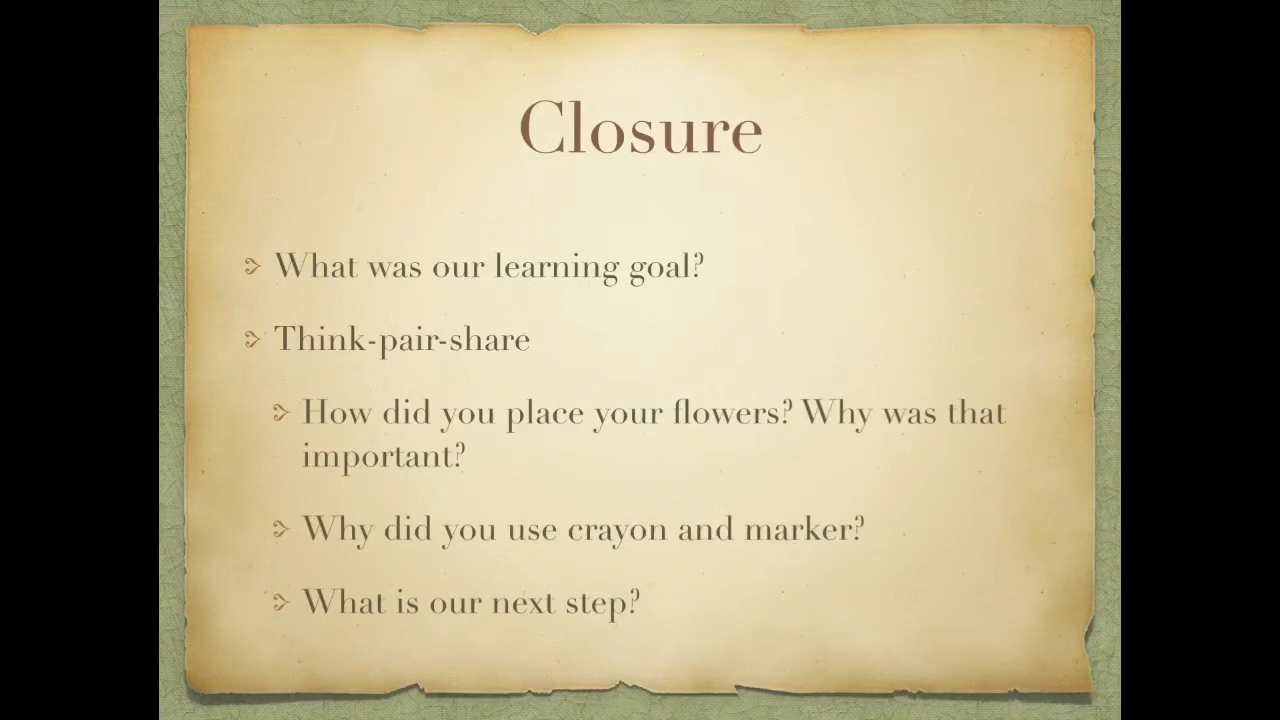 Closure
What was our learning goal?
Think-pair-share
How did you place your flowers? Why was that
important?
Why did you use crayon and marker?
What is our next step?